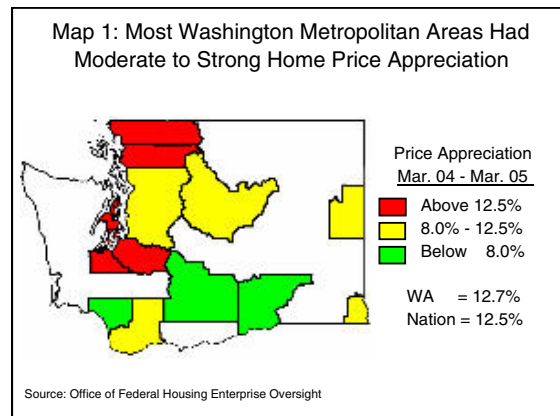 Map 1: Most Washington Metropolitan Areas Had
Moderate to Strong Home Price Appreciation
Price Appreciation
Mar. 04 - Mar. 05
Above 12.5%
8.0% - 12.5%
Below 8.0%
WA = 12.7%
Nation = 12.5%
Source: Office of Federal Housing Enterprise Oversight